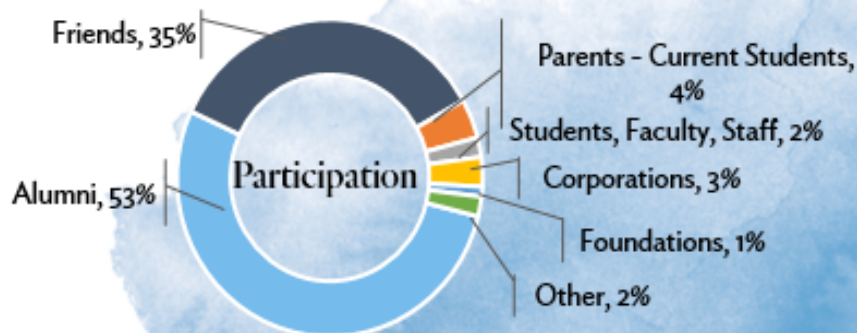 Friends, 35%
Parents – Current Students,
4%
Students, Faculty, Staff, 2%
Participation
Corporations, 3%
Alumni, 53%
Foundations, 1%
Other, 2%